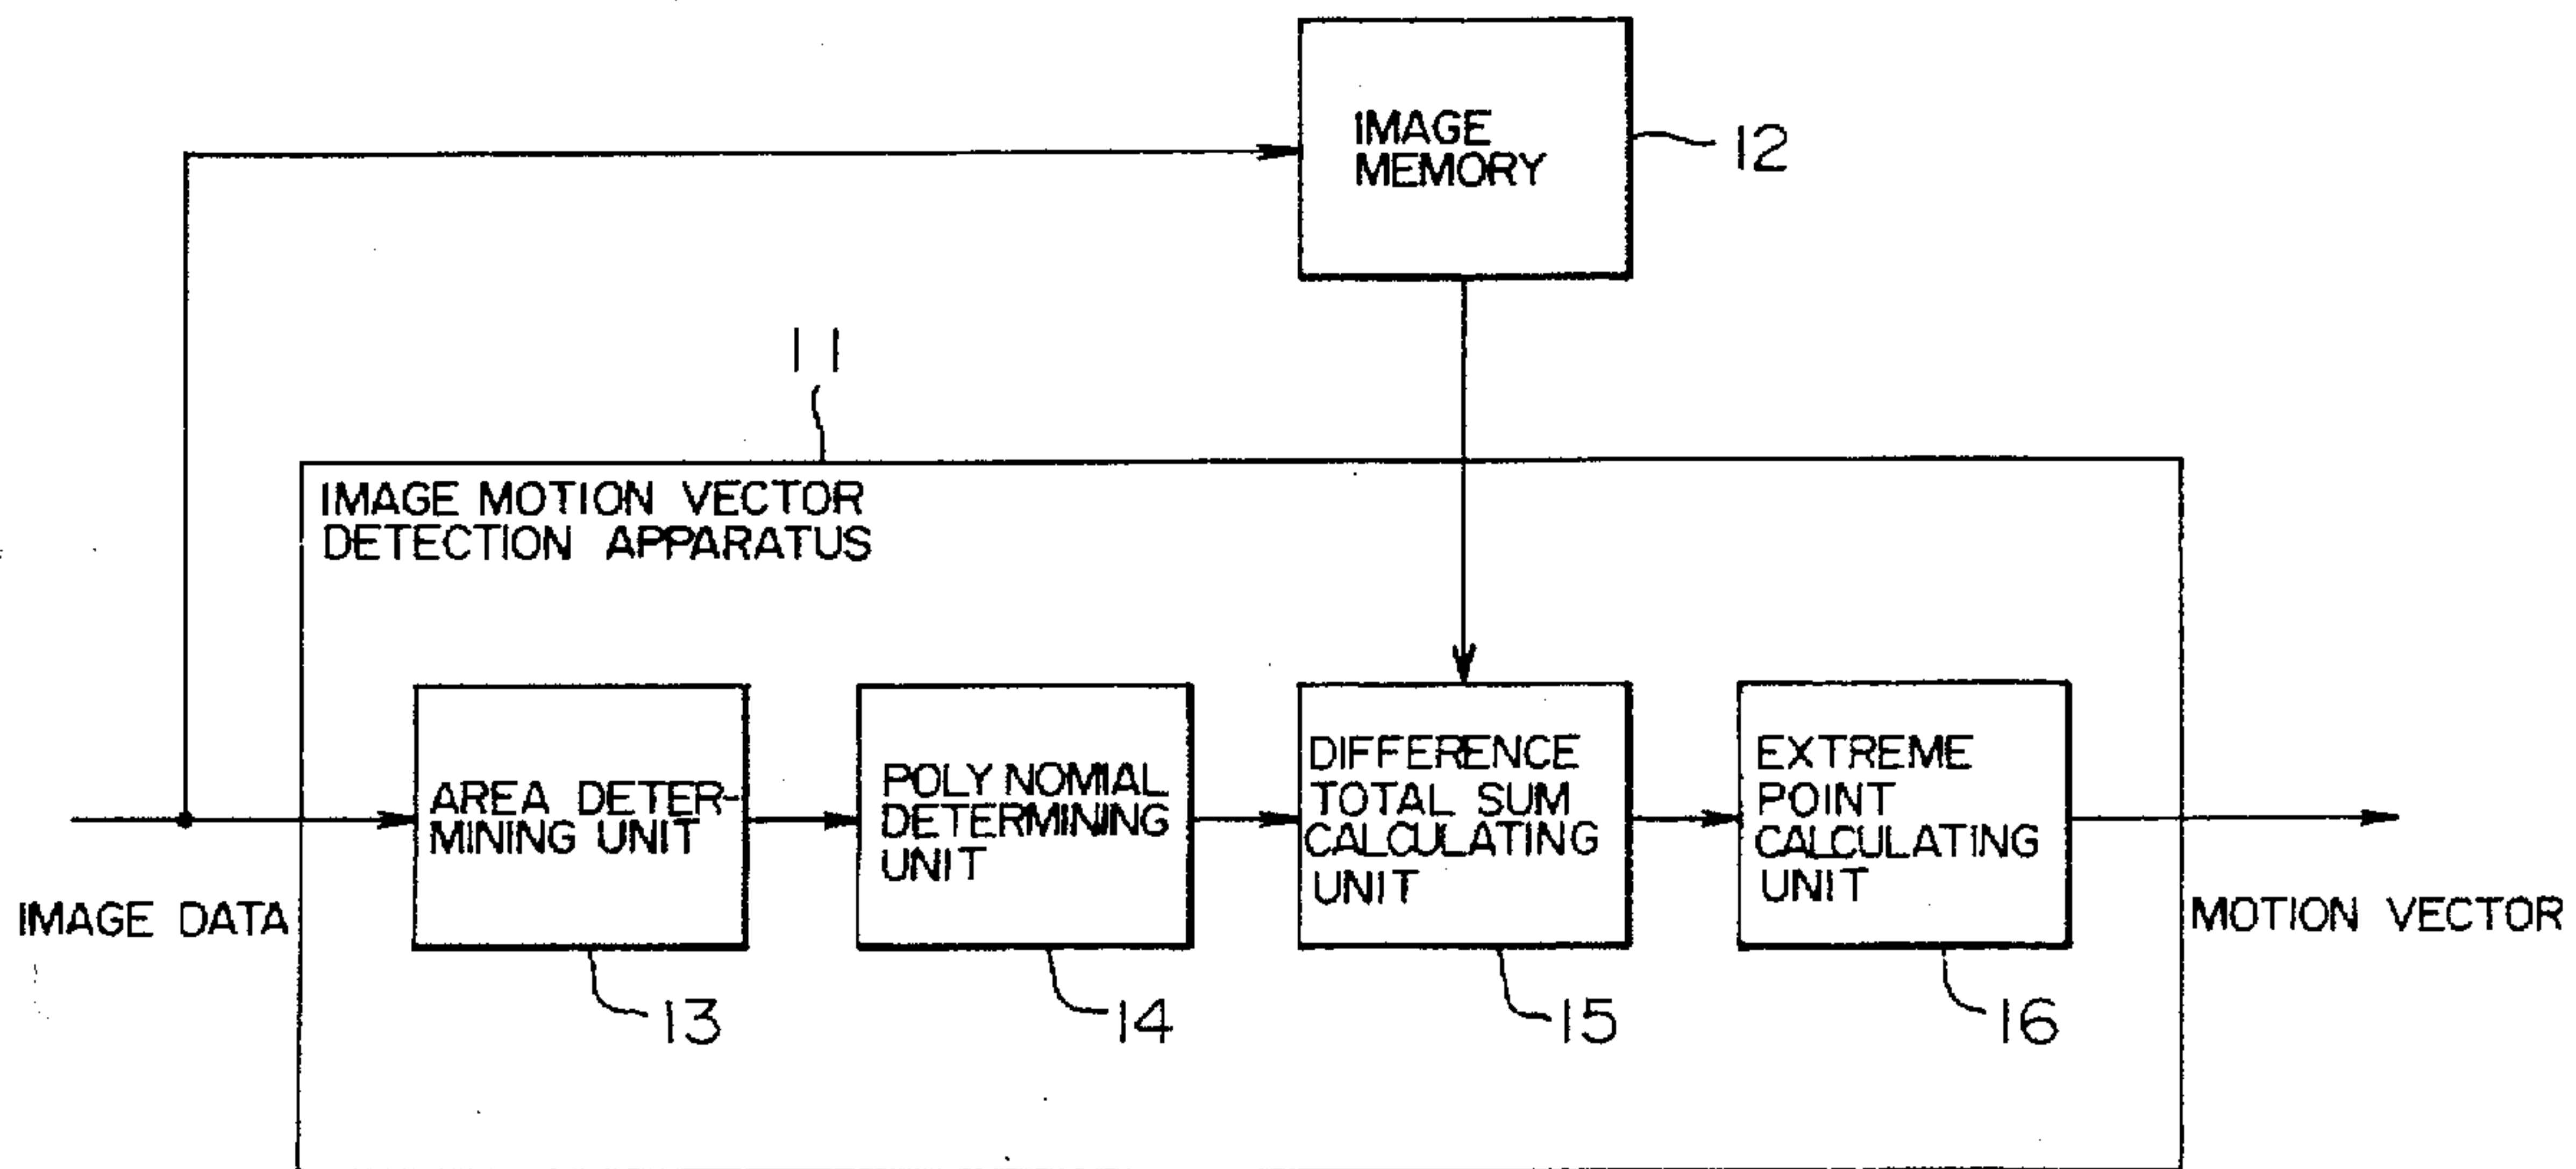 IMAGE
MEMORY
12
11
IMAGE MOTION VECTOR
DETECTION APPARATUS
AREA DETER-
MINING UNIT
POLY NOMIAL
DETERMINING
UNIT
DIFFERENCE
TOTAL SUM
CALCULATING
UNIT
EXTREME
POINT
CALCULATING
UNIT
IMAGE DATA
MOTION VECTOR
13
14
15
16